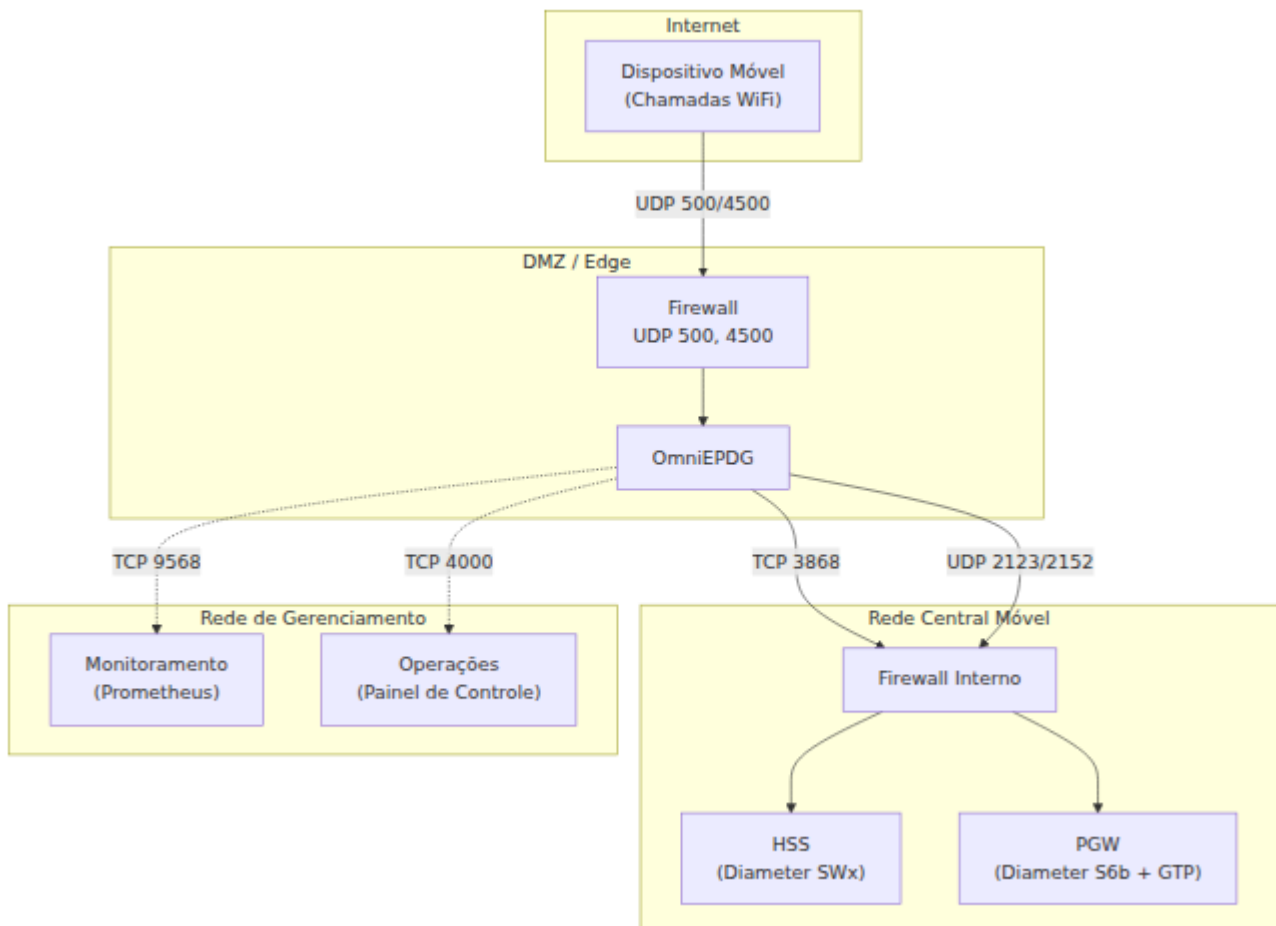 Internet
Dispositivo Móvel
(Chamadas WiFi)
UDP 500/4500
DMZ / Edge
Firewall
UDP 500, 4500
OmniEPDG
TCP 9568
TCP 4000
TCP 3868
UDP 2123/2152
Rede de Gerenciamento
Monitoramento
(Prometheus)
Operações
(Painel de Controle)
Rede Central Móvel
Firewall Interno
HSS
(Diameter SWx)
PGW
(Diameter S6b + GTP)